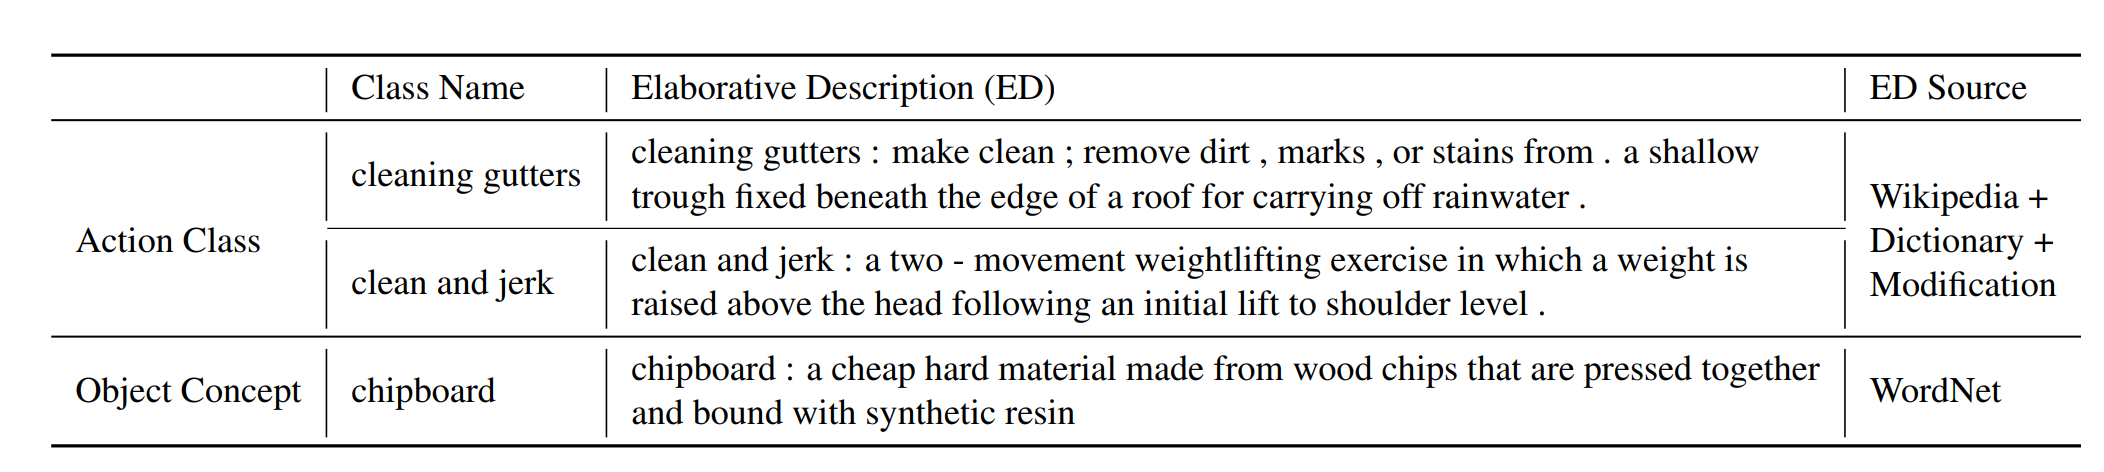 Class Name Elaborative Description (ED) ED Source
cleaning gutters : make clean ; remove dirt , marks , or stains from . a shallow
cleaning gutters
trough fixed beneath the edge of a roof for carrying off rainwater .
Action Class
clean and jerk : a two - movement weightlifting exercise in which a weight is
clean and jerk
raised above the head following an initial lift to shoulder level .
Wikipedia +
Dictionary +
Modification
chipboard : a cheap hard material made from wood chips that are pressed together
Object Concept chipboard
and bound with synthetic resin
WordNet